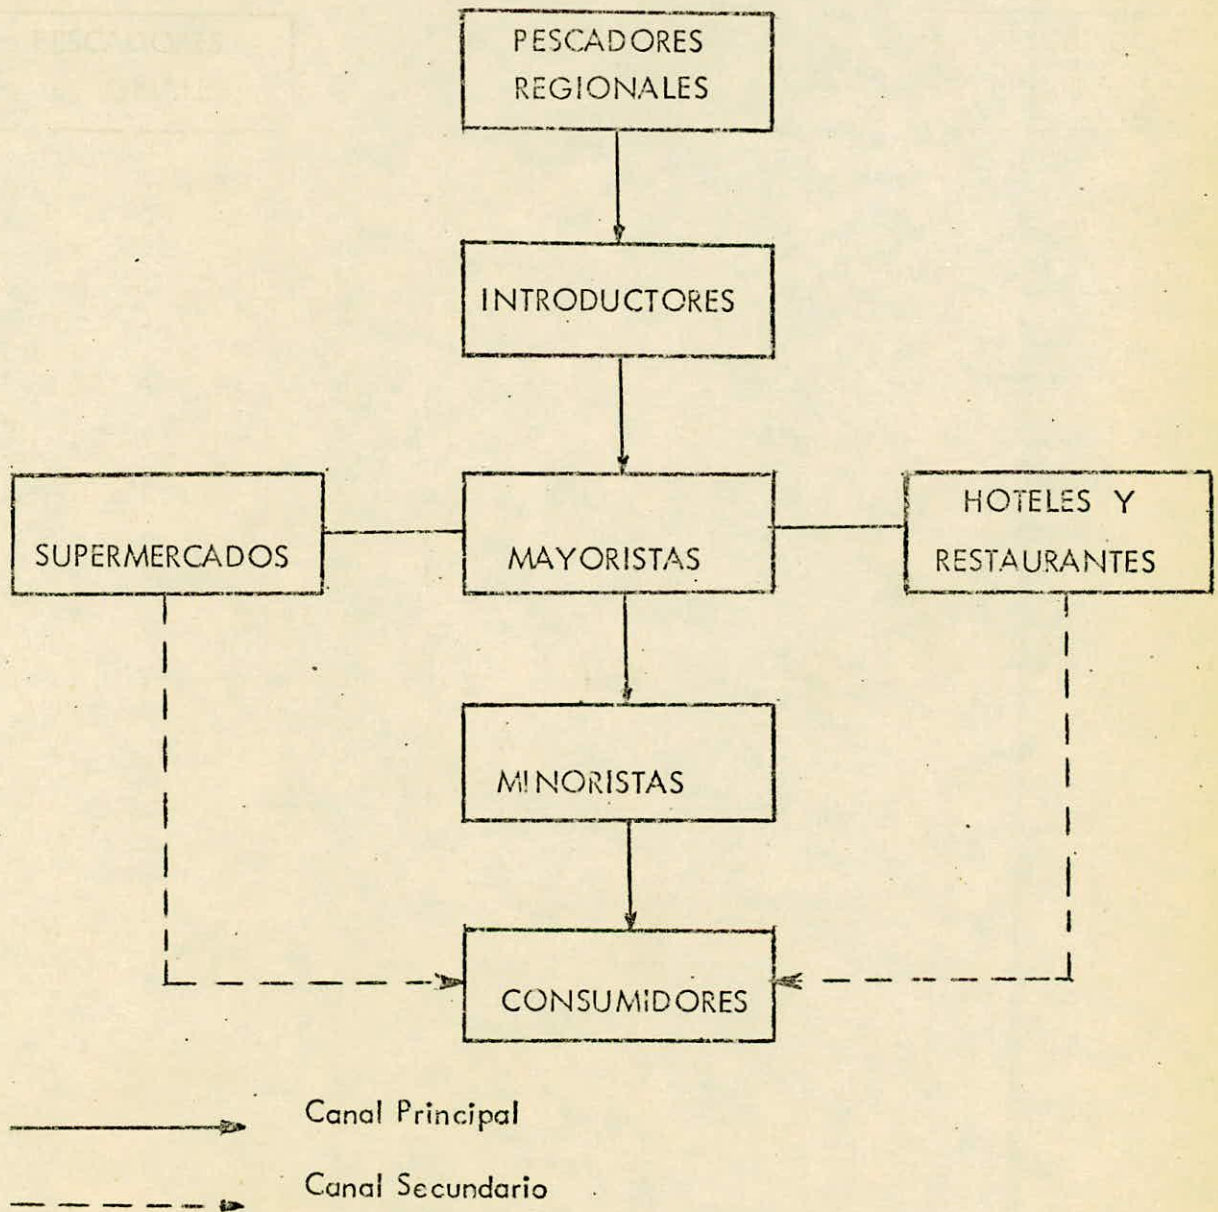 PESCADORES
REGIONALES
INTRODUCTORES
SUPERMERCADOS
MAYORISTAS
HOTELES Y
RESTAURANTES
MINORISTAS
CONSUMIDORES
Canal Principal
Canal Secundario